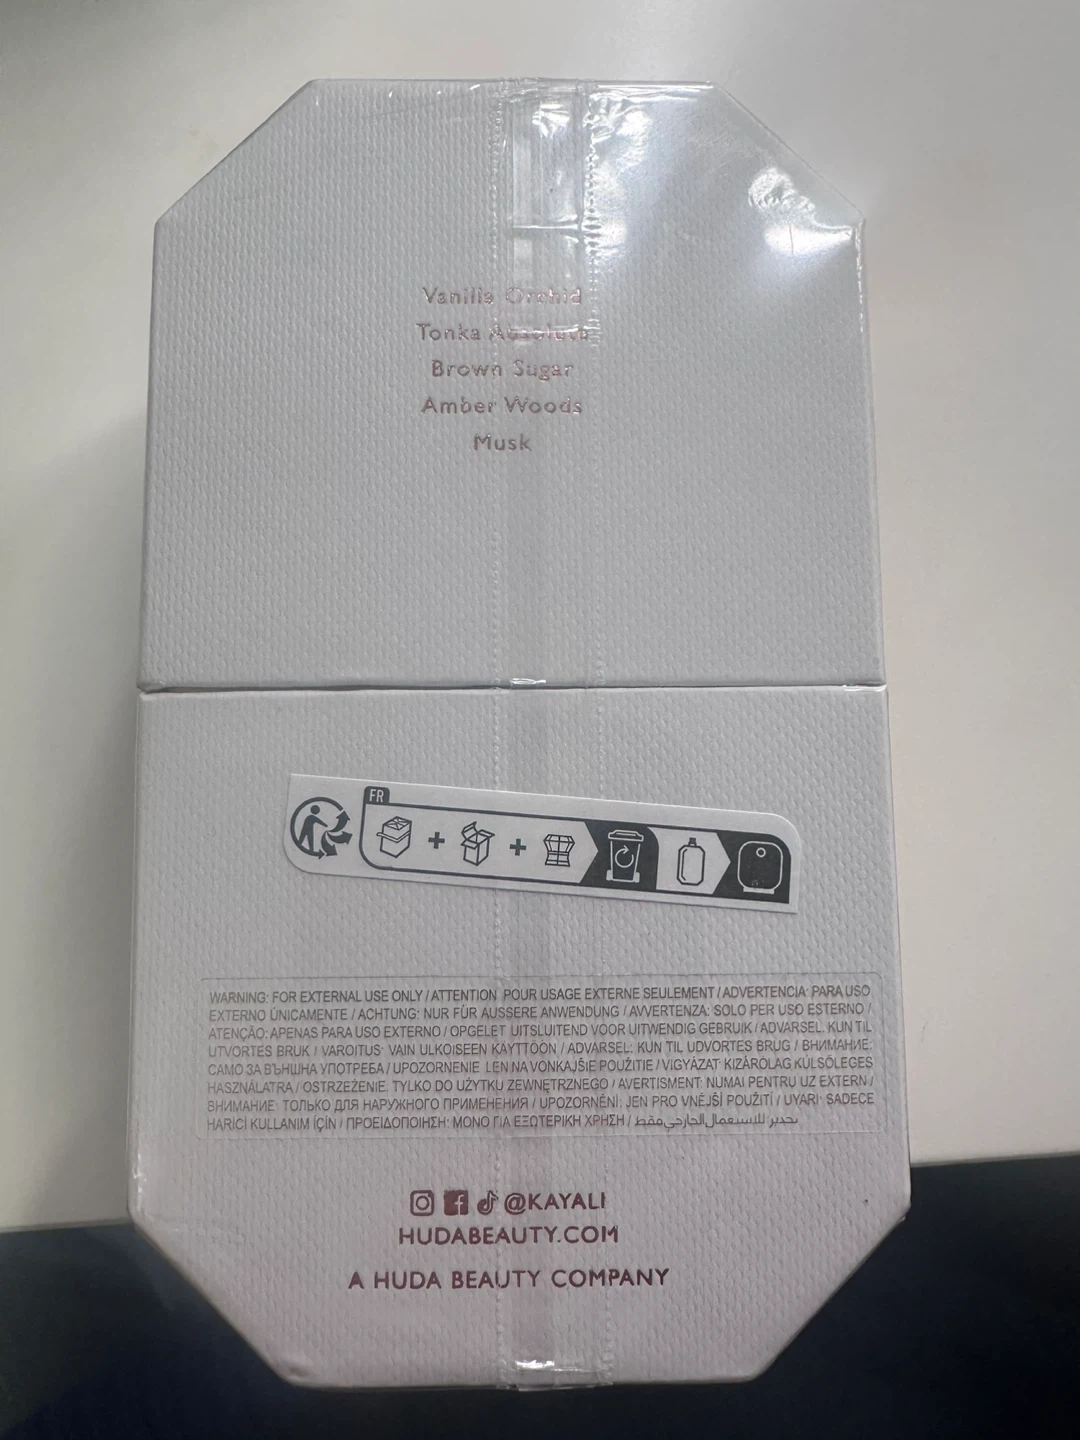 Vanilla Orchid
Tonka Absolute
Brown Sugar
Amber Woods
Musk
FR
WARNING: FOR EXTERNAL USE ONLY / ATTENTION POUR USAGE EXTERNE SEULEMENT / ADVERTENCIA: PARA USO
EXTERNO ÚNICAMENTE / ACHTUNG: NUR FÜR ÄUSSERE ANWENDUNG / AVVERTENZA: SOLO PER USO ESTERNO /
ATENÇÃO: APENAS PARA USO EXTERNO / OPGELET UITSLUITEND VOOR UITWENDIG GEBRUIK / ADVARSEL: KUN TIL
UTVORTES BRUK / VAROITUS: VAIN ULKOISEEN KÄYTTÖÖN / ADVARSEL: KUN TIL UDVORTES BRUG / ВНИМАНИЕ:
САМО ЗА ВЪНШНА УПОТРЕБА / UPOZORNENIE LEN NA VONKAJŠIE POUŽITIE / VIGYÁZAT: KIZÁRÓLAG KÜLSŐLEGES
HASZNÁLATRA / OSTRZEŻENIE: TYLKO DO UŻYTKU ZEWNĘTRZNEGO / AVERTISMENT: NUMAI PENTRU UZ EXTERN /
ВНИМАНИЕ: ТОЛЬКО ДЛЯ НАРУЖНОГО ПРИМЕНЕНИЯ / UPOZORNĚNÍ: JEN PRO VNĚJŠÍ POUŽITÍ / UYARI: SADECE
HARİCİ KULLANIM İÇİN / ΠΡΟΕΙΔΟΠΟΙΗΣΗ: ΜΟΝΟ ΓΙΑ ΕΞΩΤΕΡΙΚΗ ΧΡΗΣΗ / تحذير للاستعمال الخارجي فقط
@KAYALI
HUDABEAUTY.COM
A HUDA BEAUTY COMPANY